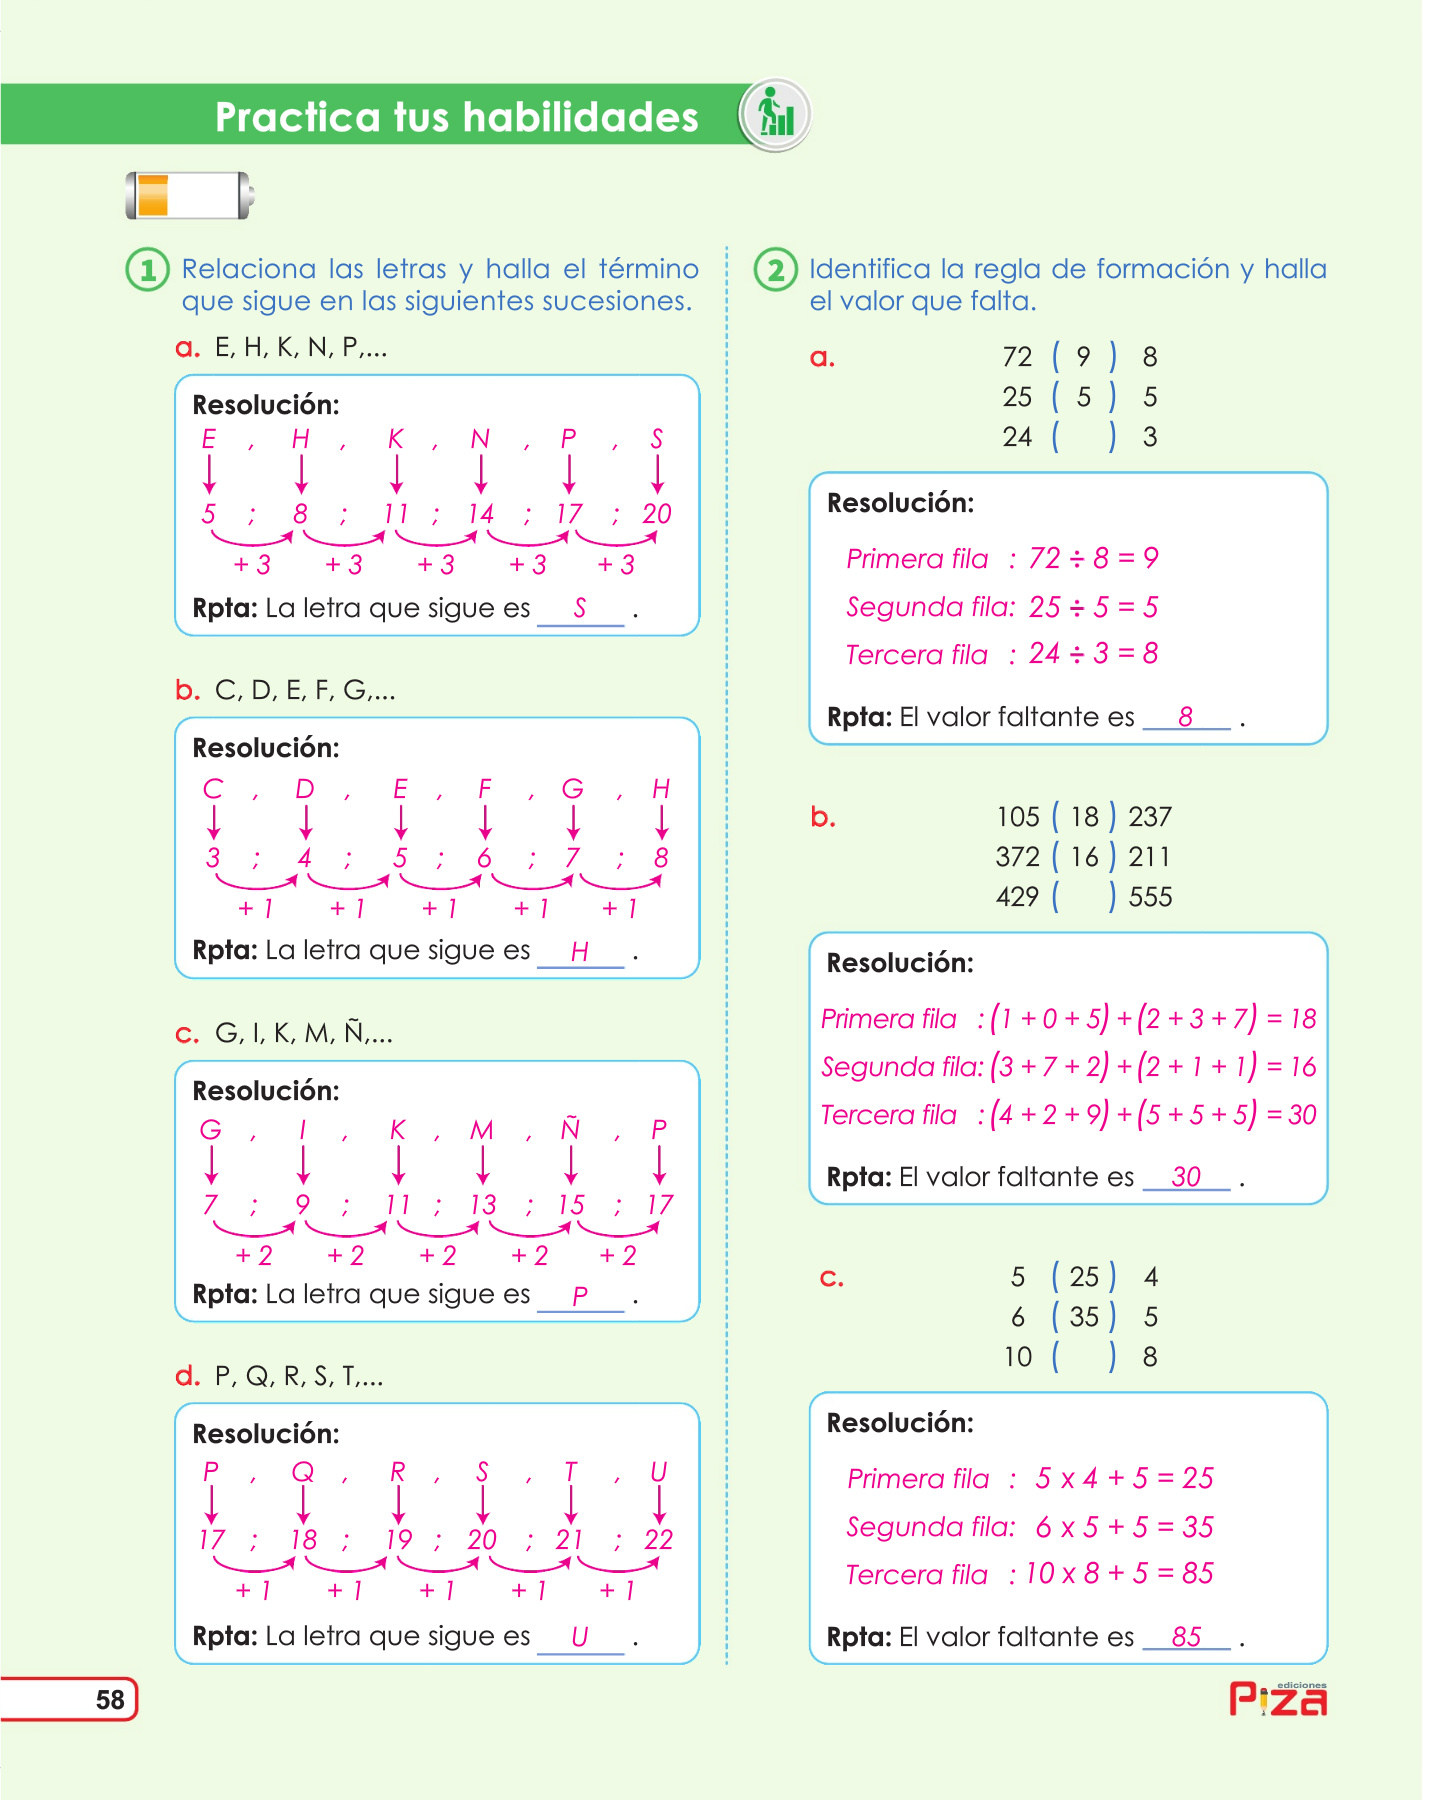 Practica tus habilidades
1 Relaciona las letras y halla el término
que sigue en las siguientes sucesiones.
a. E, H, K, N, P,...
Resolución:
E , H , K , N , P , S
5 ; 8 ; 11 ; 14 ; 17 ; 20
+ 3 + 3 + 3 + 3 + 3
Rpta: La letra que sigue es S .
b. C, D, E, F, G,...
Resolución:
C , D , E , F , G , H
3 ; 4 ; 5 ; 6 ; 7 ; 8
+ 1 + 1 + 1 + 1 + 1
Rpta: La letra que sigue es H .
c. G, I, K, M, Ñ,...
Resolución:
G , I , K , M , Ñ , P
7 ; 9 ; 11 ; 13 ; 15 ; 17
+ 2 + 2 + 2 + 2 + 2
Rpta: La letra que sigue es P .
d. P, Q, R, S, T,...
Resolución:
P , Q , R , S , T , U
17 ; 18 ; 19 ; 20 ; 21 ; 22
+ 1 + 1 + 1 + 1 + 1
Rpta: La letra que sigue es U .
2 Identifica la regla de formación y halla
el valor que falta.
a. 72 ( 9 ) 8
25 ( 5 ) 5
24 ( ) 3
Resolución:
Primera fila : 72 ÷ 8 = 9
Segunda fila: 25 ÷ 5 = 5
Tercera fila : 24 ÷ 3 = 8
Rpta: El valor faltante es 8 .
b. 105 ( 18 ) 237
372 ( 16 ) 211
429 ( ) 555
Resolución:
Primera fila : (1 + 0 + 5) + (2 + 3 + 7) = 18
Segunda fila: (3 + 7 + 2) + (2 + 1 + 1) = 16
Tercera fila : (4 + 2 + 9) + (5 + 5 + 5) = 30
Rpta: El valor faltante es 30 .
c. 5 ( 25 ) 4
6 ( 35 ) 5
10 ( ) 8
Resolución:
Primera fila : 5 x 4 + 5 = 25
Segunda fila: 6 x 5 + 5 = 35
Tercera fila : 10 x 8 + 5 = 85
Rpta: El valor faltante es 85 .
58
ediciones
Piza